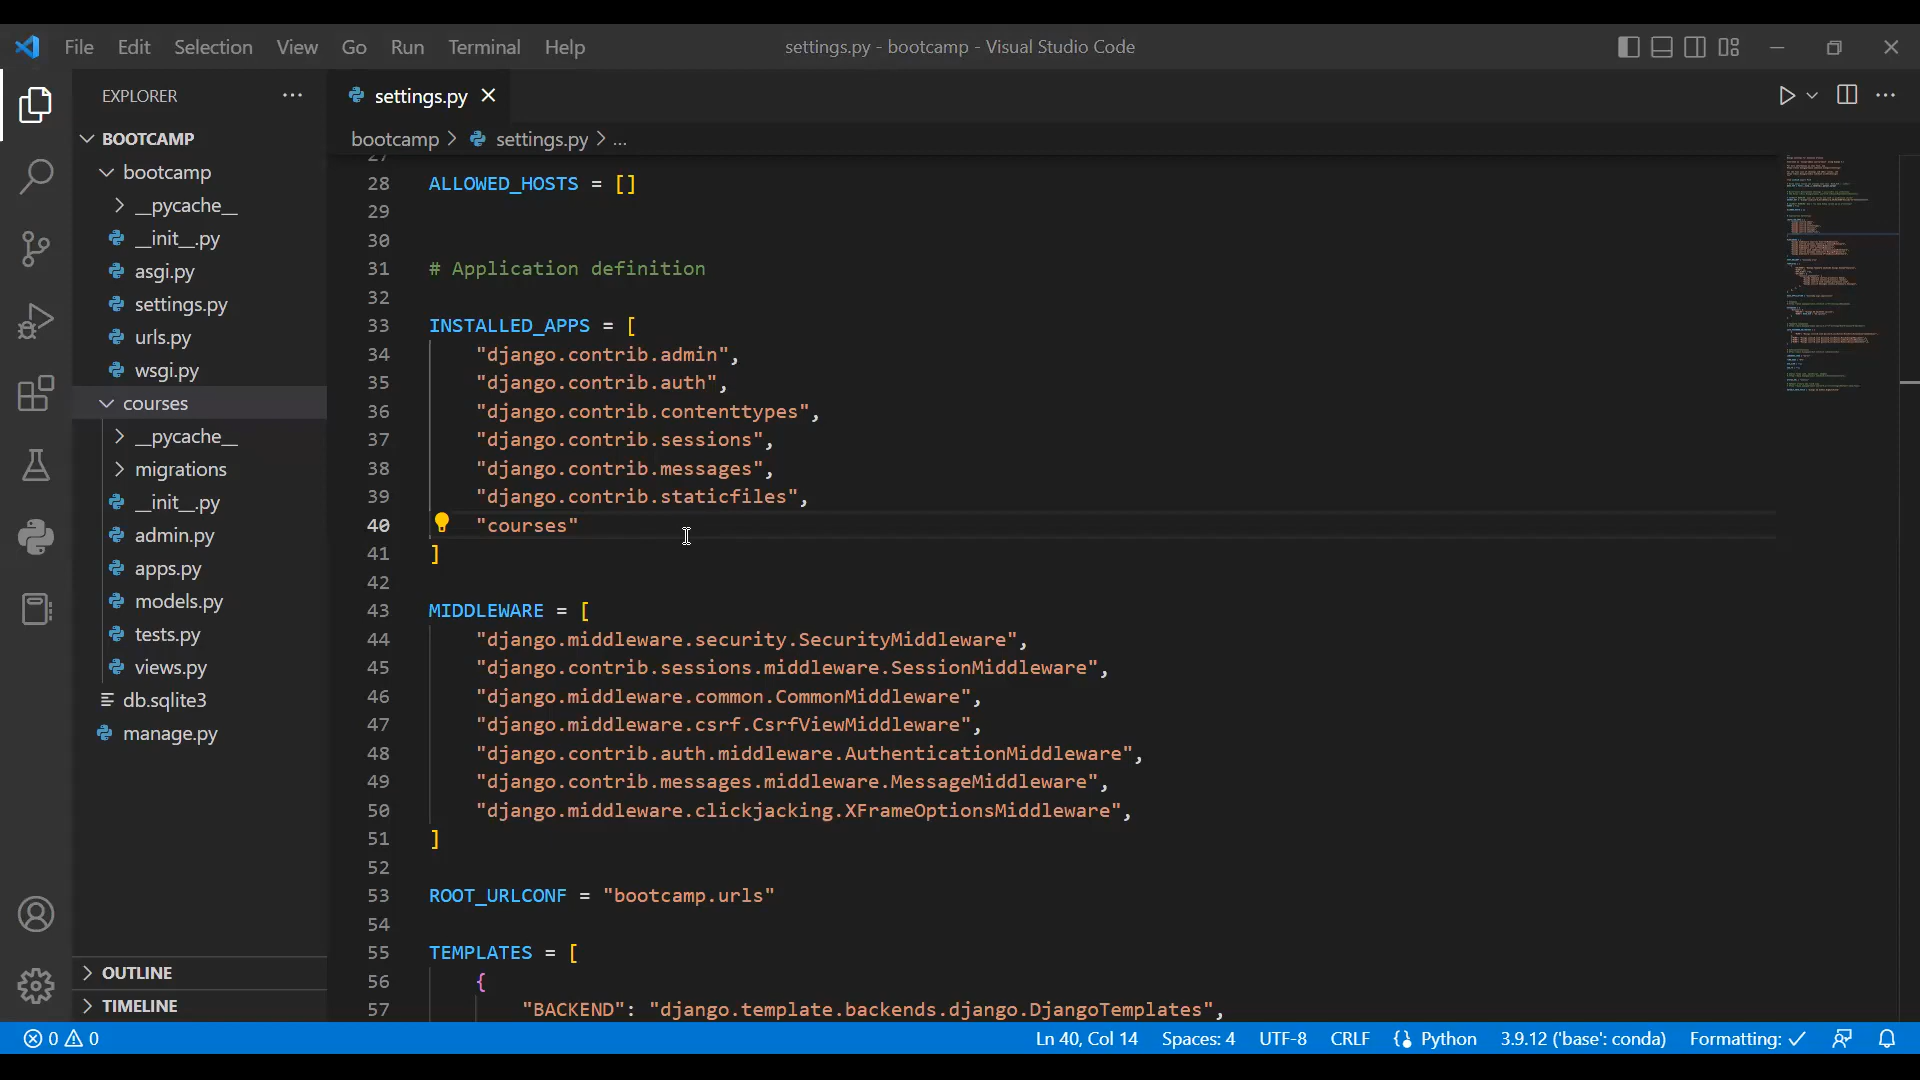 File Edit Selection View Go Run Terminal Help settings.py - bootcamp - Visual Studio Code
EXPLORER ...
BOOTCAMP
bootcamp
__pycache__
__init__.py
asgi.py
settings.py
urls.py
wsgi.py
courses
__pycache__
migrations
__init__.py
admin.py
apps.py
models.py
tests.py
views.py
db.sqlite3
manage.py
OUTLINE
TIMELINE
settings.py
bootcamp > settings.py > ...
27
28 ALLOWED_HOSTS = []
29
30
31 # Application definition
32
33 INSTALLED_APPS = [
34     "django.contrib.admin",
35     "django.contrib.auth",
36     "django.contrib.contenttypes",
37     "django.contrib.sessions",
38     "django.contrib.messages",
39     "django.contrib.staticfiles",
40     "courses"
41 ]
42
43 MIDDLEWARE = [
44     "django.middleware.security.SecurityMiddleware",
45     "django.contrib.sessions.middleware.SessionMiddleware",
46     "django.middleware.common.CommonMiddleware",
47     "django.middleware.csrf.CsrfViewMiddleware",
48     "django.contrib.auth.middleware.AuthenticationMiddleware",
49     "django.contrib.messages.middleware.MessageMiddleware",
50     "django.middleware.clickjacking.XFrameOptionsMiddleware",
51 ]
52
53 ROOT_URLCONF = "bootcamp.urls"
54
55 TEMPLATES = [
56     {
57         "BACKEND": "django.template.backends.django.DjangoTemplates",
0 0 Ln 40, Col 14 Spaces: 4 UTF-8 CRLF Python 3.9.12 ('base': conda) Formatting: ✓